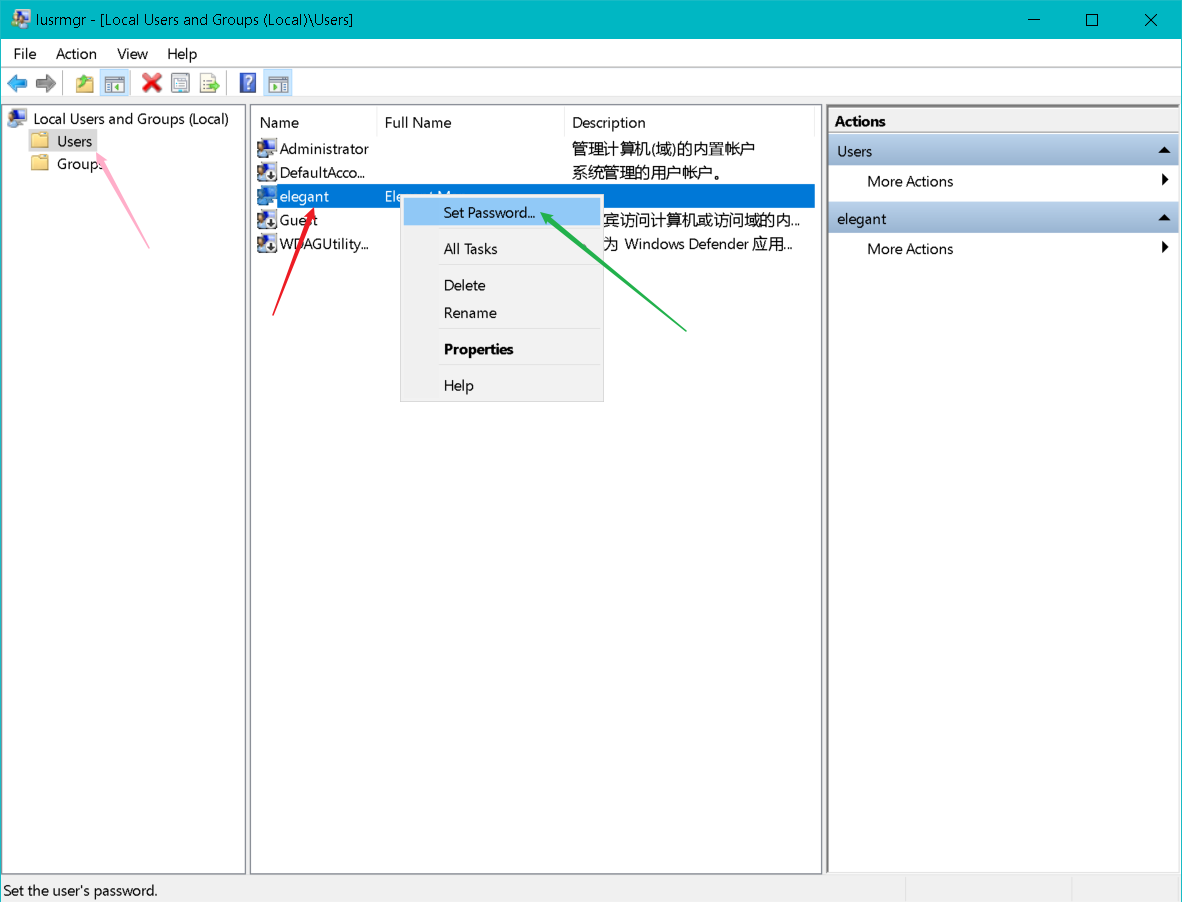 lusrmgr - [Local Users and Groups (Local)\Users]
File Action View Help
Local Users and Groups (Local)
Users
Groups
Name Full Name Description
Administrator 管理计算机(域)的内置帐户
DefaultAcco... 系统管理的用户帐户。
elegant
Guest 宾访问计算机或访问域的内...
WDAGUtility... 为 Windows Defender 应用...
Set Password...
All Tasks
Delete
Rename
Properties
Help
Actions
Users
More Actions
elegant
More Actions
Set the user's password.